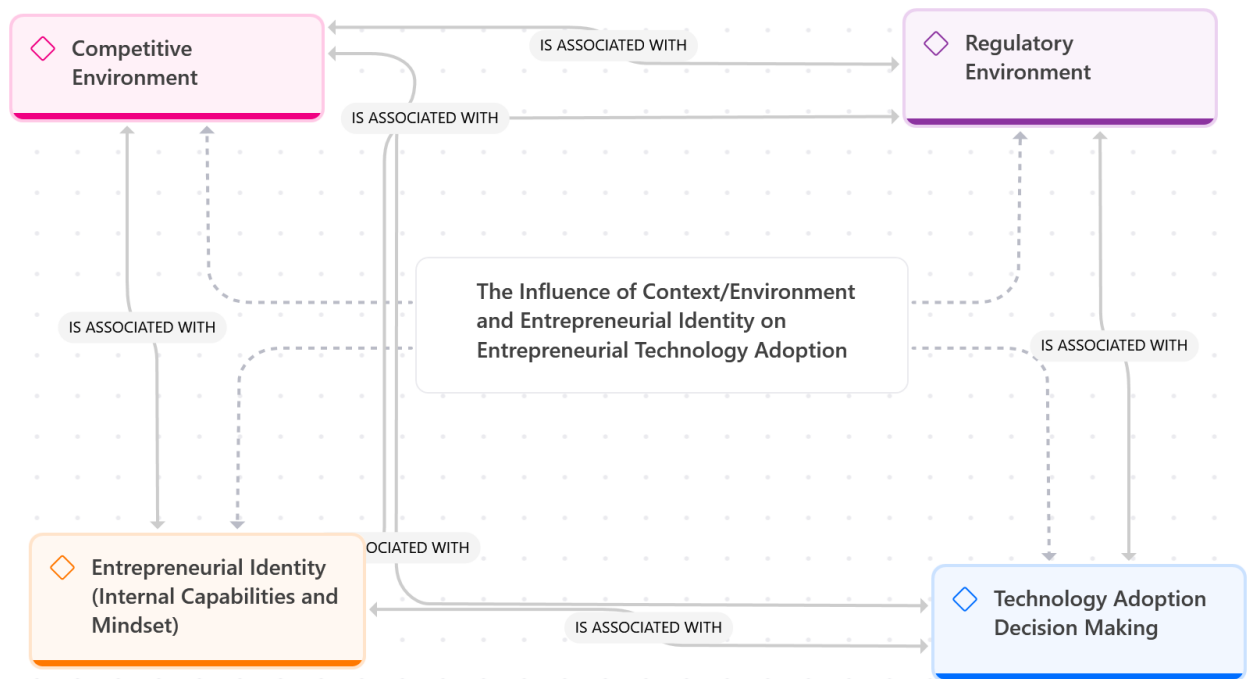 Competitive
Environment
IS ASSOCIATED WITH
Regulatory
Environment
IS ASSOCIATED WITH
The Influence of Context/Environment
and Entrepreneurial Identity on
Entrepreneurial Technology Adoption
IS ASSOCIATED WITH
IS ASSOCIATED WITH
OCIATED WITH
Entrepreneurial Identity
(Internal Capabilities and
Mindset)
IS ASSOCIATED WITH
Technology Adoption
Decision Making